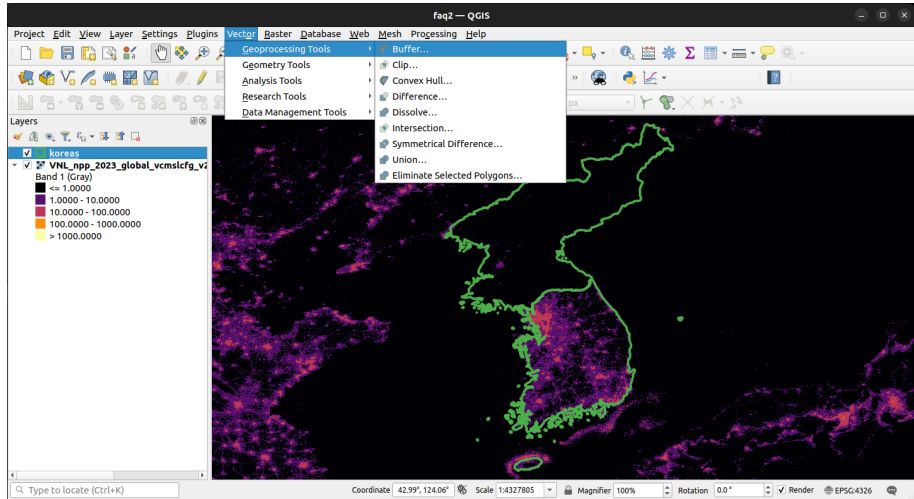 faq2 — QGIS
Project Edit View Layer Settings Plugins Vector Raster Database Web Mesh Processing Help
Geoprocessing Tools
Geometry Tools
Analysis Tools
Research Tools
Data Management Tools
Buffer...
Clip...
Convex Hull...
Difference...
Dissolve...
Intersection...
Symmetrical Difference...
Union...
Eliminate Selected Polygons...
px
Layers
koreas
VNL_npp_2023_global_vcmslcfg_v2
Band 1 (Gray)
<= 1.0000
1.0000 - 10.0000
10.0000 - 100.0000
100.0000 - 1000.0000
> 1000.0000
Type to locate (Ctrl+K)
Coordinate 42.99°, 124.06° Scale 1:4327805 Magnifier 100% Rotation 0.0° Render EPSG:4326